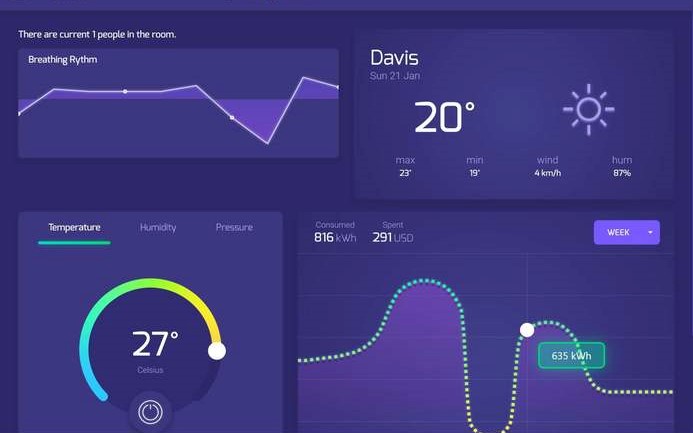 There are current 1 people in the room.
Breathing Rythm
Davis
Sun 21 Jan
20°
max min wind hum
23° 19° 4 km/h 87%
Temperature Humidity Pressure
27°
Celsius
Consumed Spent
816 kWh 291 USD
WEEK
635 kWh